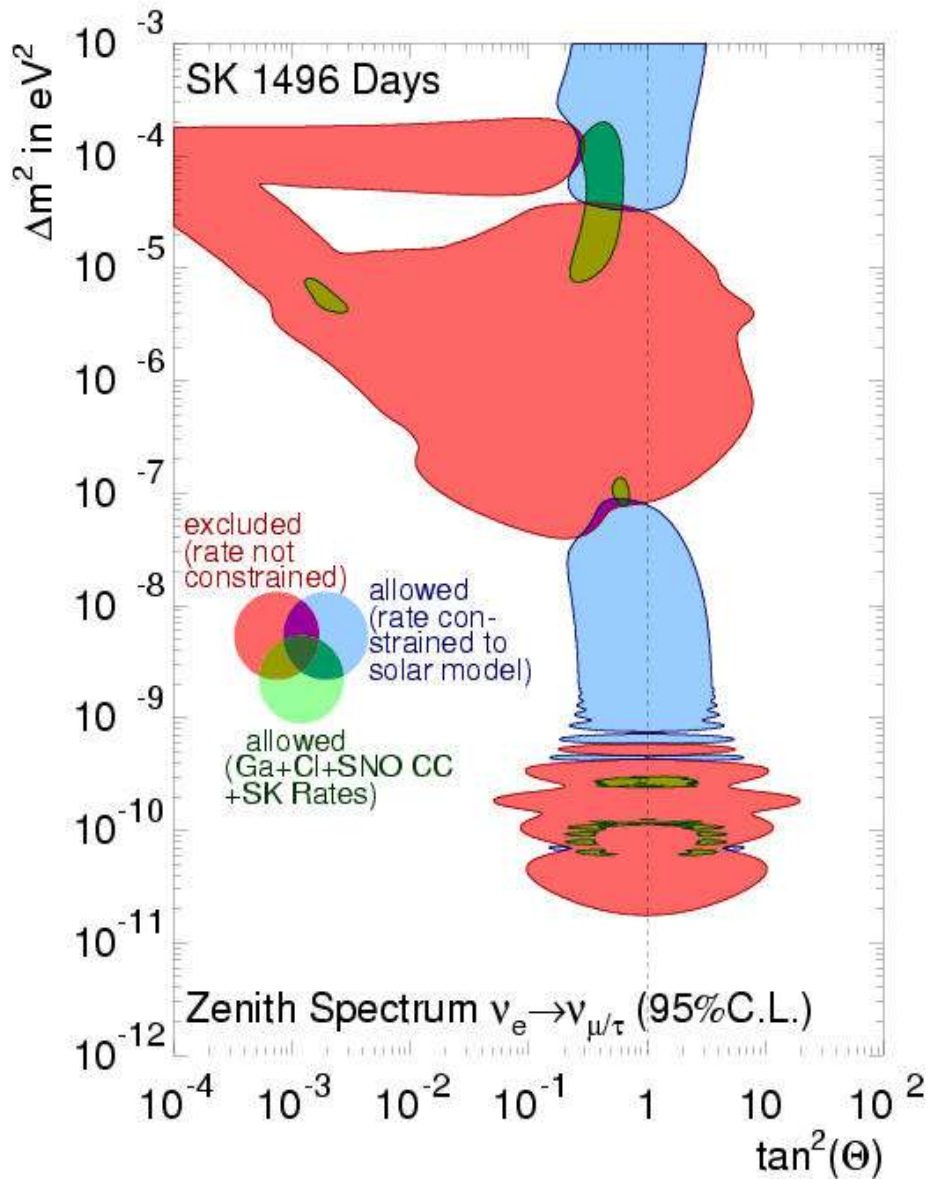 SK 1496 Days
Δm² in eV²
10⁻³
10⁻⁴
10⁻⁵
10⁻⁶
10⁻⁷
10⁻⁸
10⁻⁹
10⁻¹⁰
10⁻¹¹
10⁻¹²
excluded
(rate not
constrained)
allowed
(rate con-
strained to
solar model)
allowed
(Ga+Cl+SNO CC
+SK Rates)
Zenith Spectrum νₑ→ν_μ/τ (95%C.L.)
10⁻⁴ 10⁻³ 10⁻² 10⁻¹ 1 10 10²
tan²(Θ)